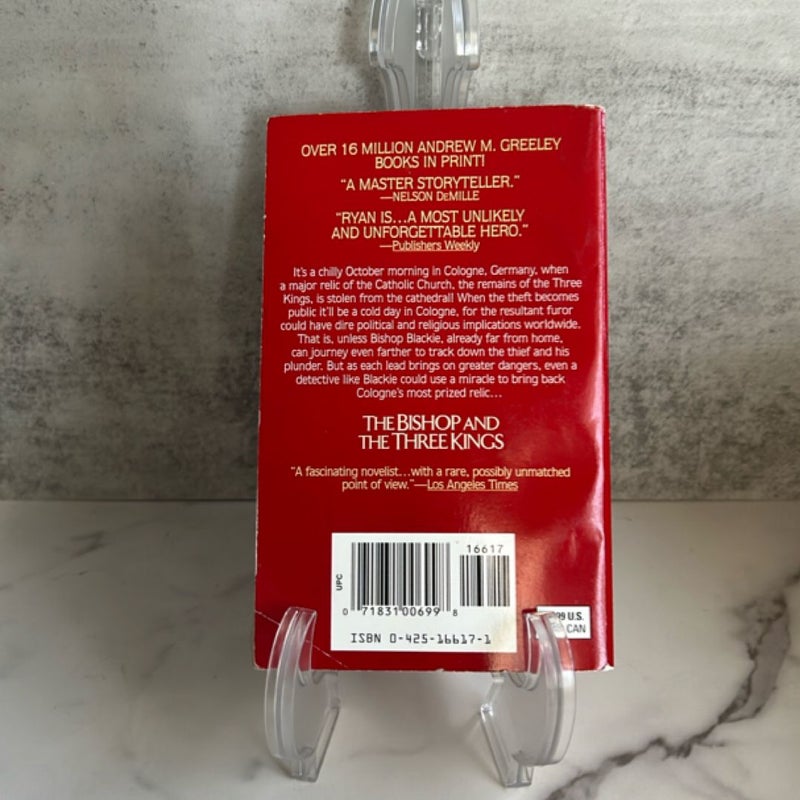 OVER 16 MILLION ANDREW M. GREELEY
BOOKS IN PRINT!
"A MASTER STORYTELLER."
—NELSON DeMILLE
"RYAN IS...A MOST UNLIKELY
AND UNFORGETTABLE HERO."
—Publishers Weekly
It's a chilly October morning in Cologne, Germany, when
a major relic of the Catholic Church, the remains of the Three
Kings, is stolen from the cathedral! When the theft becomes
public it'll be a cold day in Cologne, for the resultant furor
could have dire political and religious implications worldwide.
That is, unless Bishop Blackie, already far from home,
can journey even farther to track down the thief and his
plunder. But as each lead brings on greater dangers, even a
detective like Blackie could use a miracle to bring back
Cologne's most prized relic...
THE BISHOP AND
THE THREE KINGS
"A fascinating novelist...with a rare, possibly unmatched
point of view."—Los Angeles Times
16617
UPC
0 71831 00699 8
ISBN 0-425-16617-1
99 U.S.
CAN